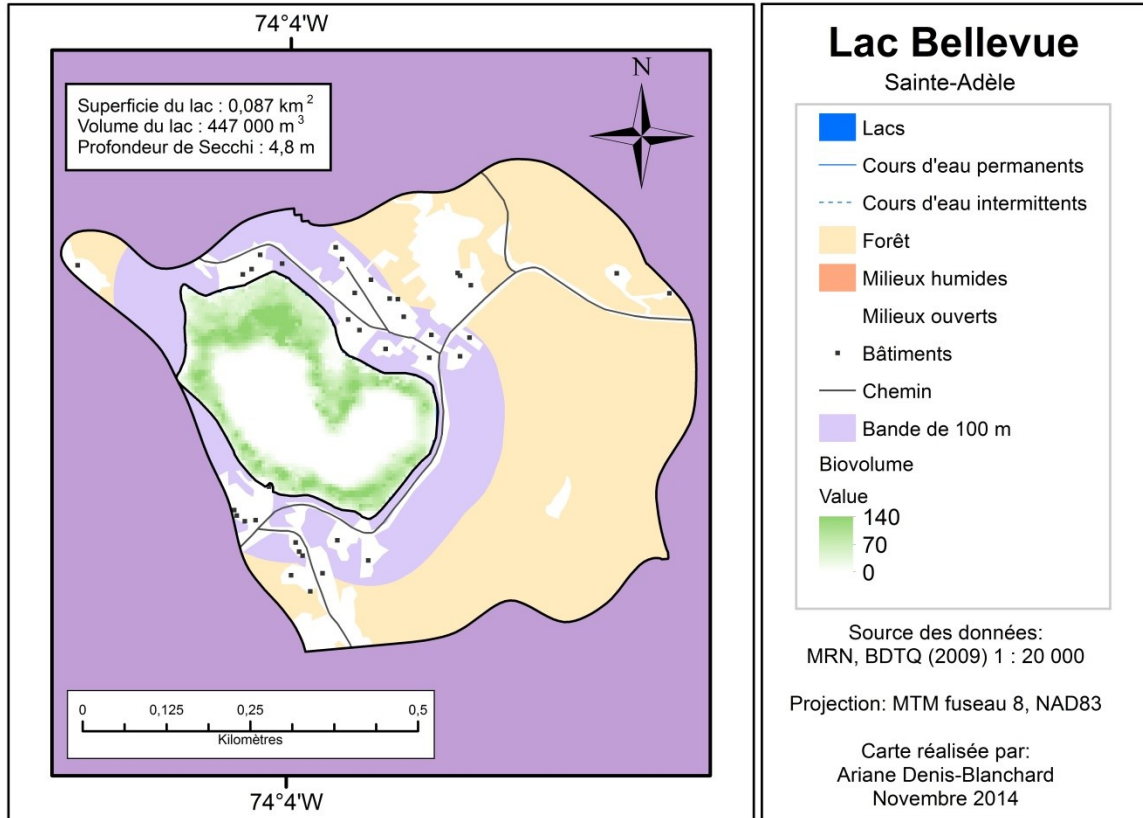 74°4'W
Superficie du lac : 0,087 km²
Volume du lac : 447 000 m³
Profondeur de Secchi : 4,8 m
N
0 0,125 0,25 0,5
Kilomètres
74°4'W
Lac Bellevue
Sainte-Adèle
Lacs
Cours d'eau permanents
Cours d'eau intermittents
Forêt
Milieux humides
Milieux ouverts
Bâtiments
Chemin
Bande de 100 m
Biovolume
Value
140
70
0
Source des données:
MRN, BDTQ (2009) 1 : 20 000
Projection: MTM fuseau 8, NAD83
Carte réalisée par:
Ariane Denis-Blanchard
Novembre 2014